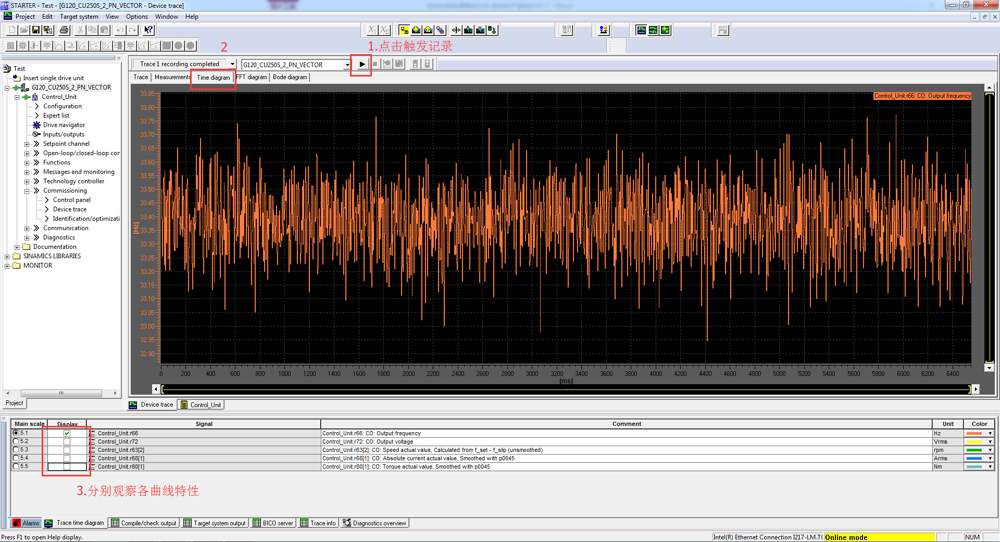 STARTER - Test - [G120_CU250S_2_PN_VECTOR - Device trace]
Project Edit Target system View Options Window Help
2
1.点击触发记录
Trace 1 recording completed
G120_CU250S_2_PN_VECTOR
Trace Measurements Time diagram FFT diagram Bode diagram
Test
Insert single drive unit
G120_CU250S_2_PN_VECTOR
Control_Unit
Configuration
Expert list
Drive navigator
Inputs/outputs
Setpoint channel
Open-loop/closed-loop cor
Functions
Messages and monitoring
Technology controller
Commissioning
Control panel
Device trace
Identification/optimizati
Communication
Diagnostics
Documentation
SINAMICS LIBRARIES
MONITOR
Project
Control_Unit.r66: CO: Output frequency
33.85
33.80
33.75
33.70
33.65
33.60
33.55
33.50
33.45
33.40
33.35
33.30
33.25
33.20
33.15
33.10
33.05
33.00
32.95
32.90
[Hz]
0 200 400 600 800 1000 1200 1400 1600 1800 2000 2200 2400 2600 2800 3000 3200 3400 3600 3800 4000 4200 4400 4600 4800 5000 5200 5400 5600 5800 6000 6200 6400
[ms]
Device trace Control_Unit
Main scale Display Signal Comment Unit Color
5.1 Control_Unit.r66 Control_Unit.r66: CO: Output frequency Hz
5.2 Control_Unit.r72 Control_Unit.r72: CO: Output voltage Vrms
5.3 Control_Unit.r63[2] Control_Unit.r63[2]: CO: Speed actual value, Calculated from f_set - f_slip (unsmoothed) rpm
5.4 Control_Unit.r68[1] Control_Unit.r68[1]: CO: Absolute current actual value, Smoothed with p0045 Arms
5.5 Control_Unit.r80[1] Control_Unit.r80[1]: CO: Torque actual value, Smoothed with p0045 Nm
3.分别观察各曲线特性
Alarms Trace time diagram Compile/check output Target system output BICO server Trace info Diagnostics overview
Press F1 to open Help display.
Intel(R) Ethernet Connection I217-LM.TC Online mode NUM